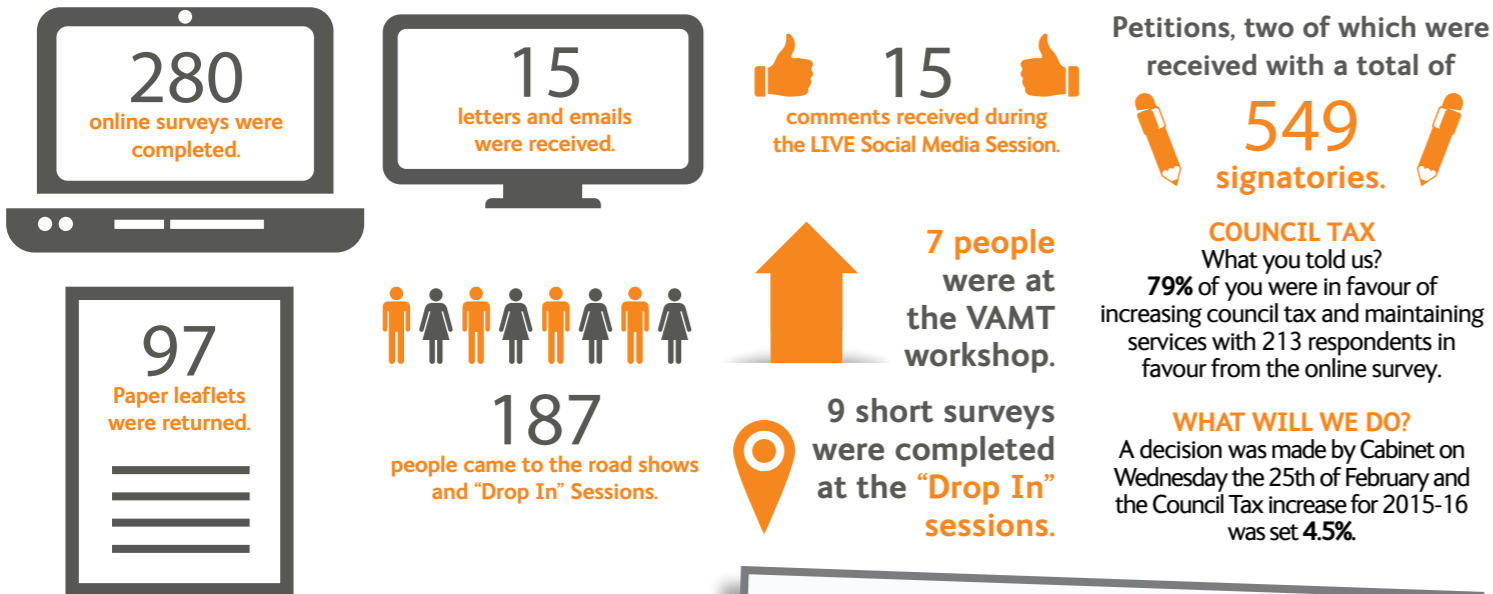 280
online surveys were
completed.
15
letters and emails
were received.
15
comments received during
the LIVE Social Media Session.
Petitions, two of which were
received with a total of
549
signatories.
97
Paper leaflets
were returned.
187
people came to the road shows
and “Drop In” Sessions.
7 people
were at
the VAMT
workshop.
9 short surveys
were completed
at the “Drop In”
sessions.
COUNCIL TAX
What you told us?
79% of you were in favour of
increasing council tax and maintaining
services with 213 respondents in
favour from the online survey.
WHAT WILL WE DO?
A decision was made by Cabinet on
Wednesday the 25th of February and
the Council Tax increase for 2015-16
was set 4.5%.